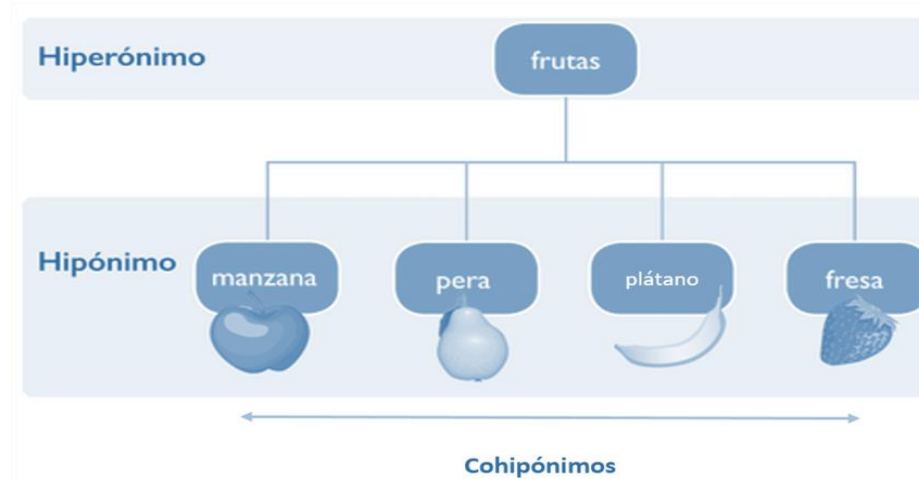 Hiperónimo
frutas
Hipónimo
manzana
pera
plátano
fresa
Cohipónimos